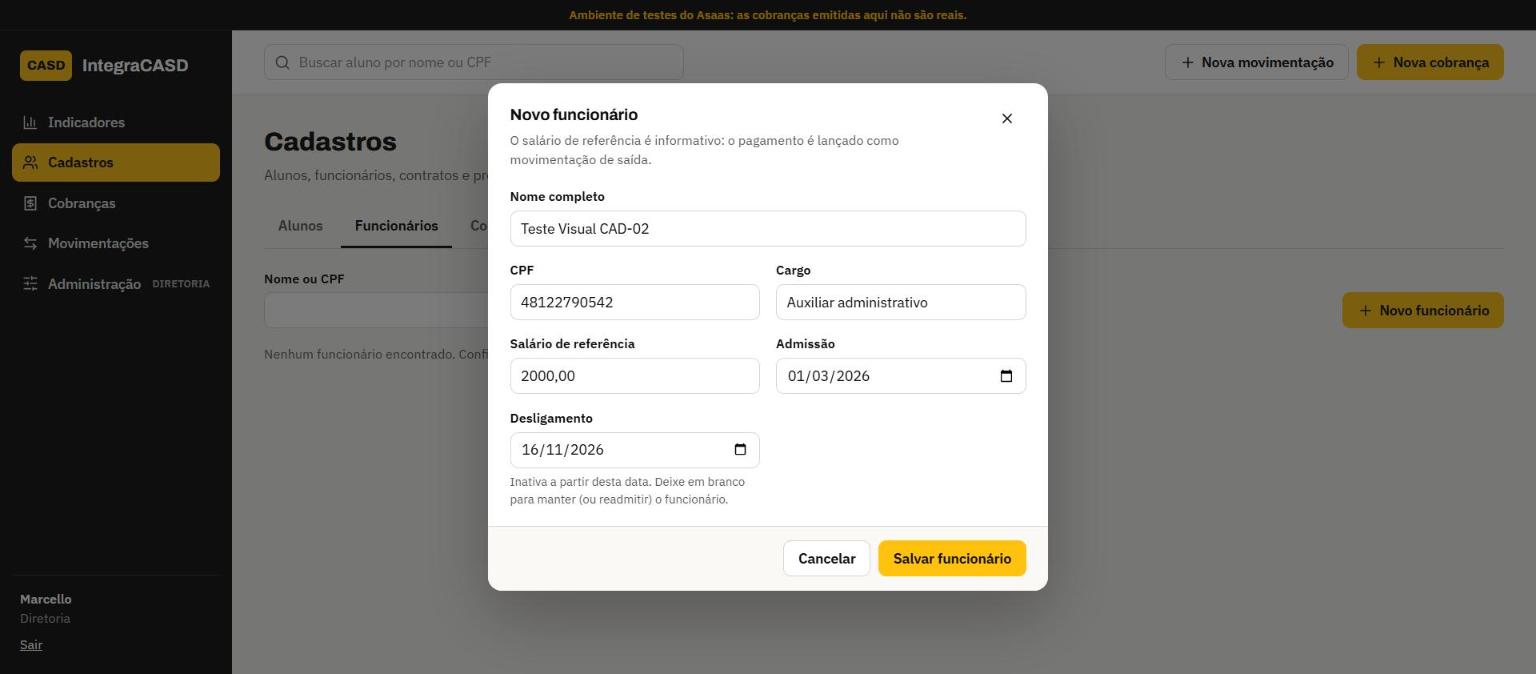 Ambiente de testes do Asaas: as cobranças emitidas aqui não são reais.
CASD IntegraCASD
Buscar aluno por nome ou CPF
+ Nova movimentação
+ Nova cobrança
Indicadores
Cadastros
Cobranças
Movimentações
Administração DIRETORIA
Cadastros
Alunos, funcionários, contratos e
Alunos
Funcionários
Nome ou CPF
+ Novo funcionário
Nenhum funcionário encontrado.
Novo funcionário
O salário de referência é informativo: o pagamento é lançado como
movimentação de saída.
Nome completo
Teste Visual CAD-02
CPF
Cargo
48122790542
Auxiliar administrativo
Salário de referência
Admissão
2000,00
01/03/2026
Desligamento
16/11/2026
Inativa a partir desta data. Deixe em branco
para manter (ou readmitir) o funcionário.
Cancelar
Salvar funcionário
Marcello
Diretoria
Sair